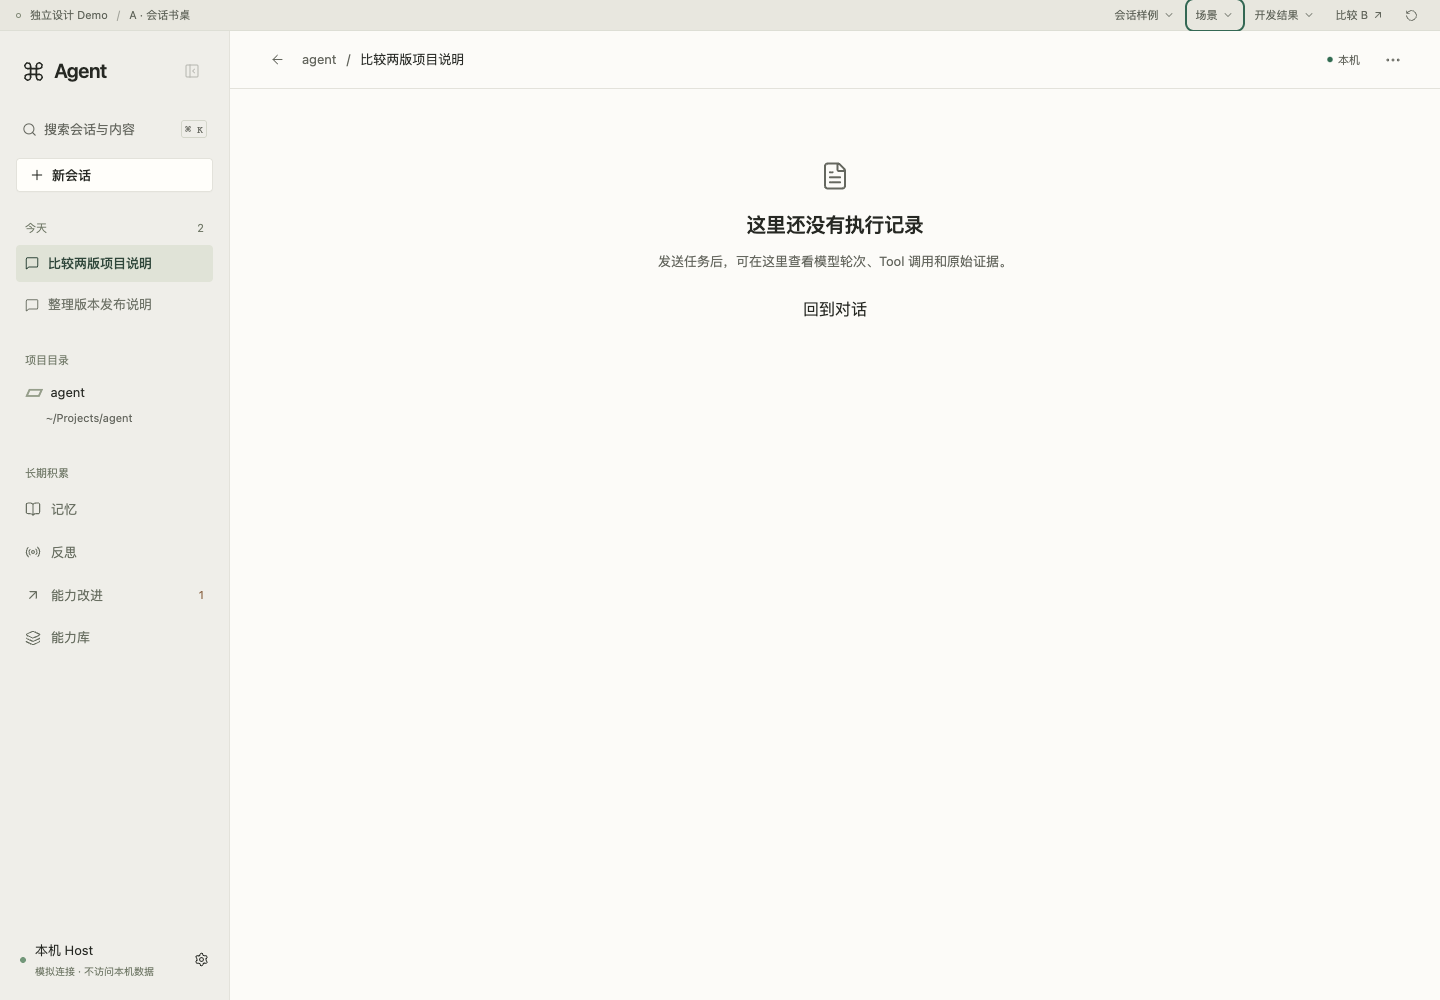 独立设计 Demo / A · 会话书桌
会话样例
场景
开发结果
比较 B
Agent
搜索会话与内容 ⌘ K
新会话
今天 2
比较两版项目说明
整理版本发布说明
项目目录
agent
~/Projects/agent
长期积累
记忆
反思
能力改进 1
能力库
本机 Host
模拟连接 · 不访问本机数据
agent / 比较两版项目说明
本机
这里还没有执行记录
发送任务后，可在这里查看模型轮次、Tool 调用和原始证据。
回到对话